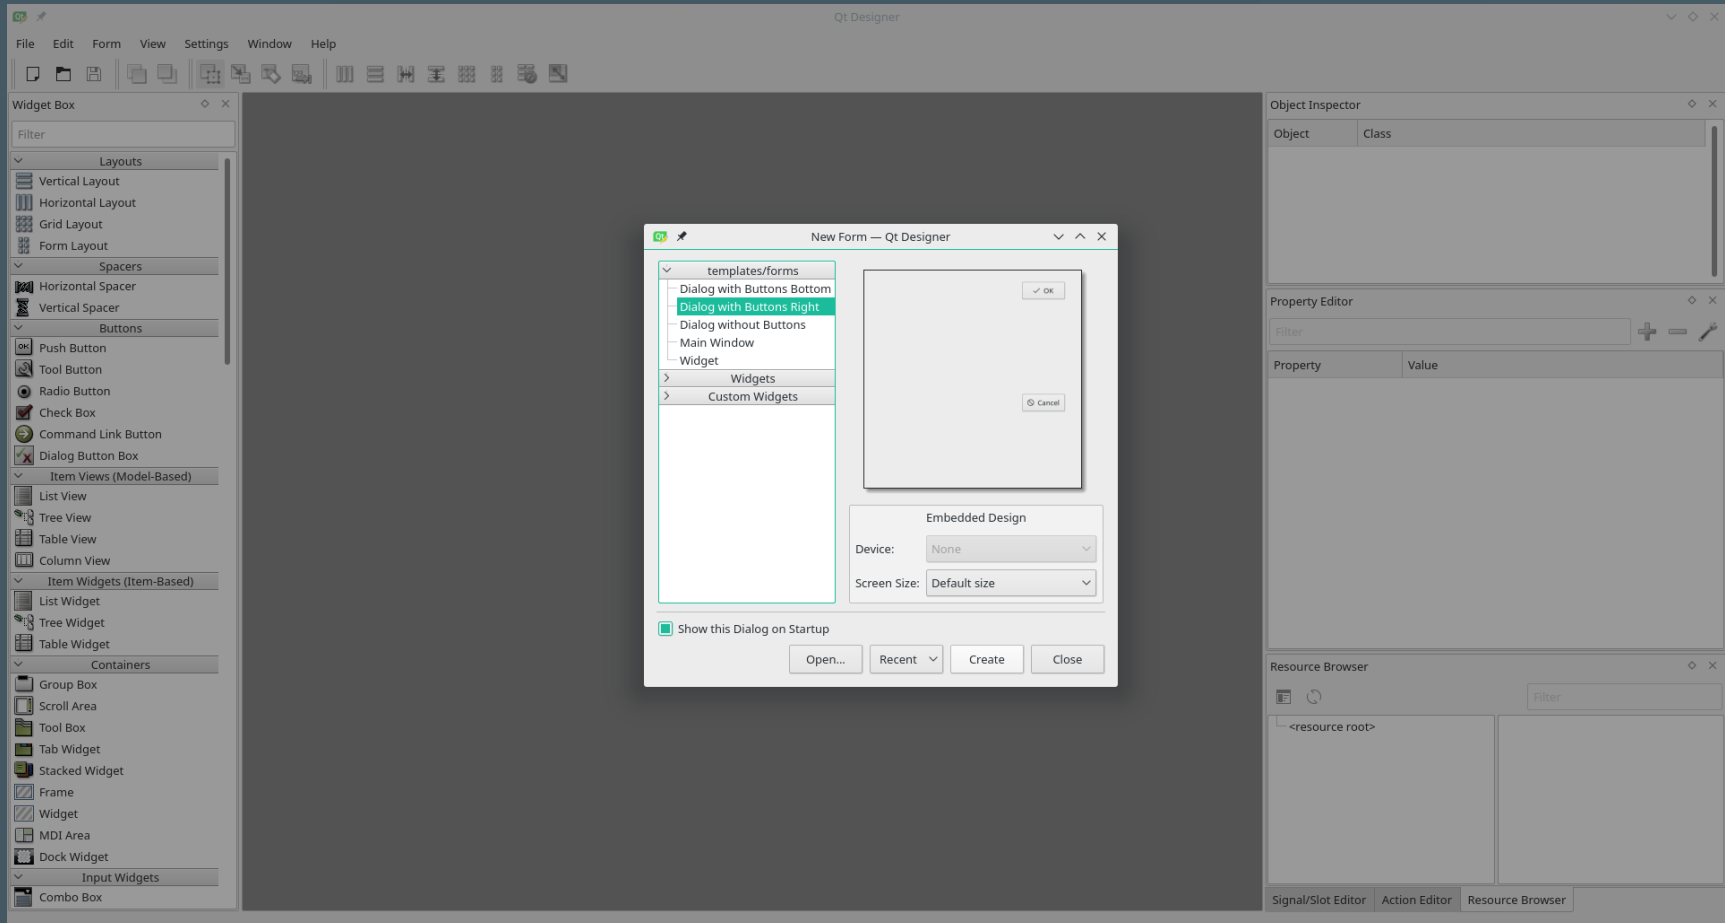 Qt Designer
File Edit Form View Settings Window Help
Widget Box
Filter
Layouts
Vertical Layout
Horizontal Layout
Grid Layout
Form Layout
Spacers
Horizontal Spacer
Vertical Spacer
Buttons
Push Button
Tool Button
Radio Button
Check Box
Command Link Button
Dialog Button Box
Item Views (Model-Based)
List View
Tree View
Table View
Column View
Item Widgets (Item-Based)
List Widget
Tree Widget
Table Widget
Containers
Group Box
Scroll Area
Tool Box
Tab Widget
Stacked Widget
Frame
Widget
MDI Area
Dock Widget
Input Widgets
Combo Box
New Form — Qt Designer
templates/forms
Dialog with Buttons Bottom
Dialog with Buttons Right
Dialog without Buttons
Main Window
Widget
Widgets
Custom Widgets
OK
Cancel
Embedded Design
Device: None
Screen Size: Default size
Show this Dialog on Startup
Open... Recent Create Close
Object Inspector
Object Class
Property Editor
Filter
Property Value
Resource Browser
Filter
<resource root>
Signal/Slot Editor Action Editor Resource Browser